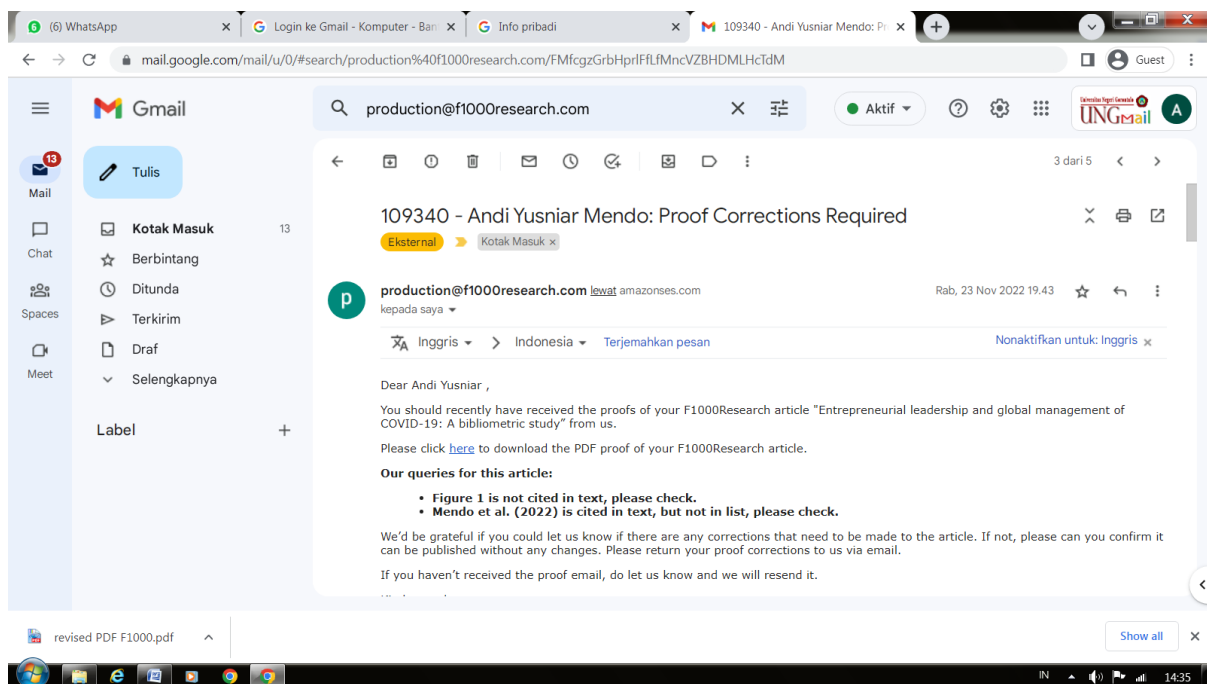 (6) WhatsApp
Login ke Gmail - Komputer - Ban
Info pribadi
109340 - Andi Yusniar Mendo: Pr
mail.google.com/mail/u/0/#search/production%40f1000research.com/FMfcgzGrbHprlFfLfMncVZBHDMLHcTdM
Guest
Gmail
production@f1000research.com
Aktif
Universitas Negeri Gorontalo
UNGMail
A
13
Mail
Chat
Spaces
Meet
Tulis
Kotak Masuk 13
Berbintang
Ditunda
Terkirim
Draf
Selengkapnya
Label
3 dari 5
109340 - Andi Yusniar Mendo: Proof Corrections Required
Eksternal
Kotak Masuk ×
p
production@f1000research.com lewat amazonses.com
Rab, 23 Nov 2022 19.43
kepada saya
Inggris > Indonesia Terjemahkan pesan
Nonaktifkan untuk: Inggris ×
Dear Andi Yusniar ,
You should recently have received the proofs of your F1000Research article "Entrepreneurial leadership and global management of
COVID-19: A bibliometric study” from us.
Please click here to download the PDF proof of your F1000Research article.
Our queries for this article:
• Figure 1 is not cited in text, please check.
• Mendo et al. (2022) is cited in text, but not in list, please check.
We’d be grateful if you could let us know if there are any corrections that need to be made to the article. If not, please can you confirm it
can be published without any changes. Please return your proof corrections to us via email.
If you haven’t received the proof email, do let us know and we will resend it.
revised PDF F1000.pdf
Show all
IN
14:35